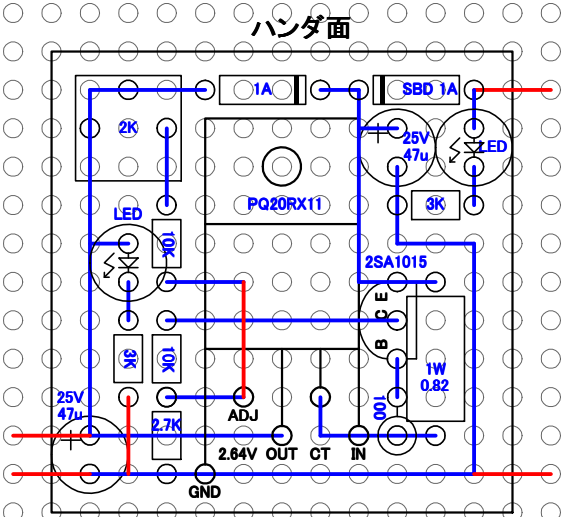 ハンダ面
1A
SBD 1A
2K
25V
47u
LED
PQ20RX11
3K
LED
10K
2SA1015
E
C
B
3K
10K
1W
0.82
25V
47u
2.7K
ADJ
100
2.64V OUT CT IN
GND